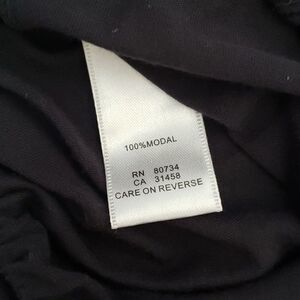 100%MODAL
RN 80734
CA 31458
CARE ON REVERSE